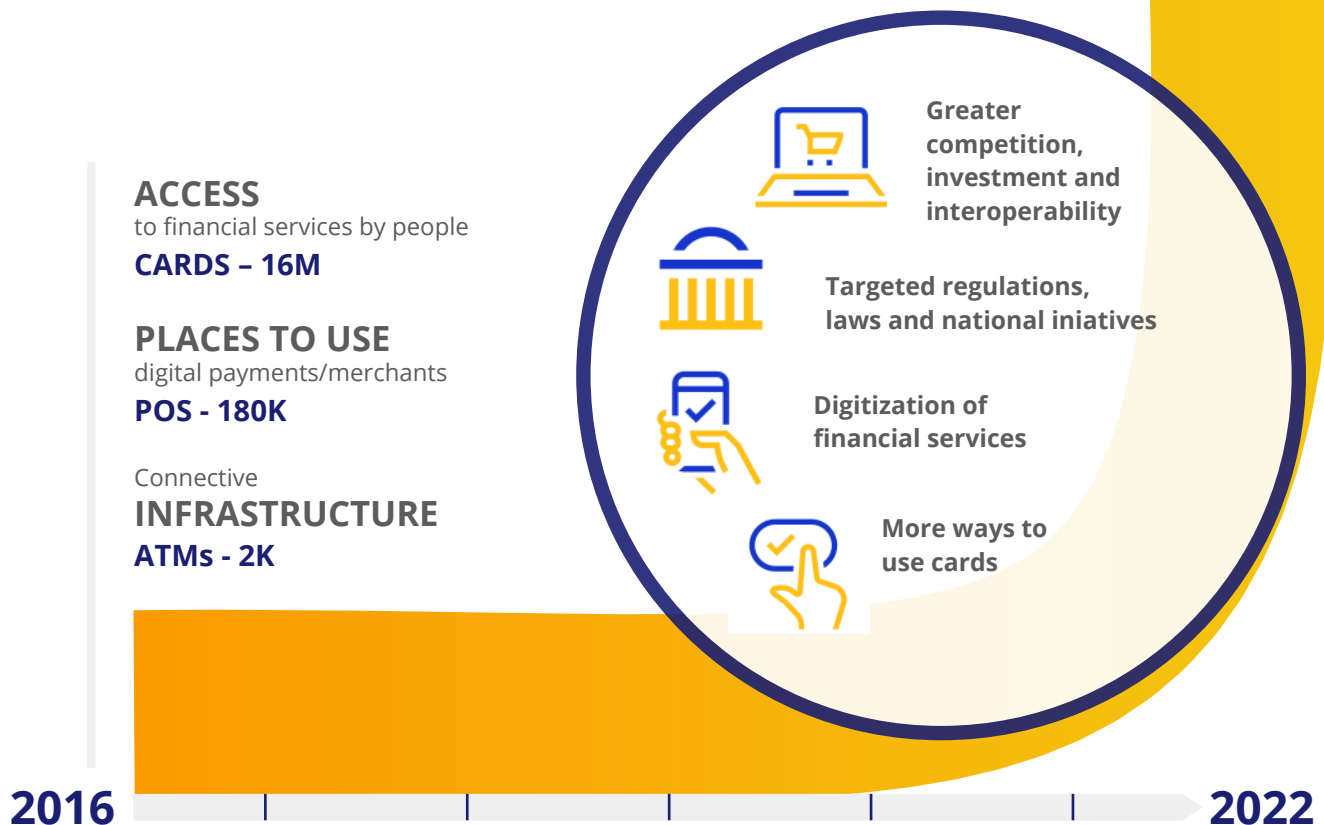 ACCESS
to financial services by people
CARDS – 16M
PLACES TO USE
digital payments/merchants
POS - 180K
Connective
INFRASTRUCTURE
ATMs - 2K
Greater
competition,
investment and
interoperability
Targeted regulations,
laws and national iniatives
Digitization of
financial services
More ways to
use cards
2016
2022